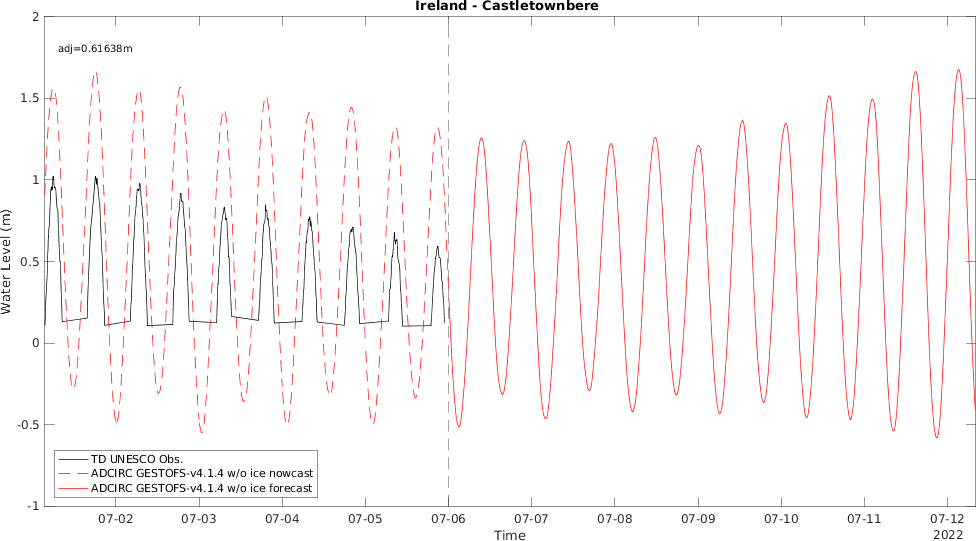 Ireland - Castletownbere
adj=0.61638m
2
1.5
1
0.5
0
-0.5
-1
Water Level (m)
TD UNESCO Obs.
ADCIRC GESTOFS-v4.1.4 w/o ice nowcast
ADCIRC GESTOFS-v4.1.4 w/o ice forecast
07-02 07-03 07-04 07-05 07-06 07-07 07-08 07-09 07-10 07-11 07-12
Time
2022